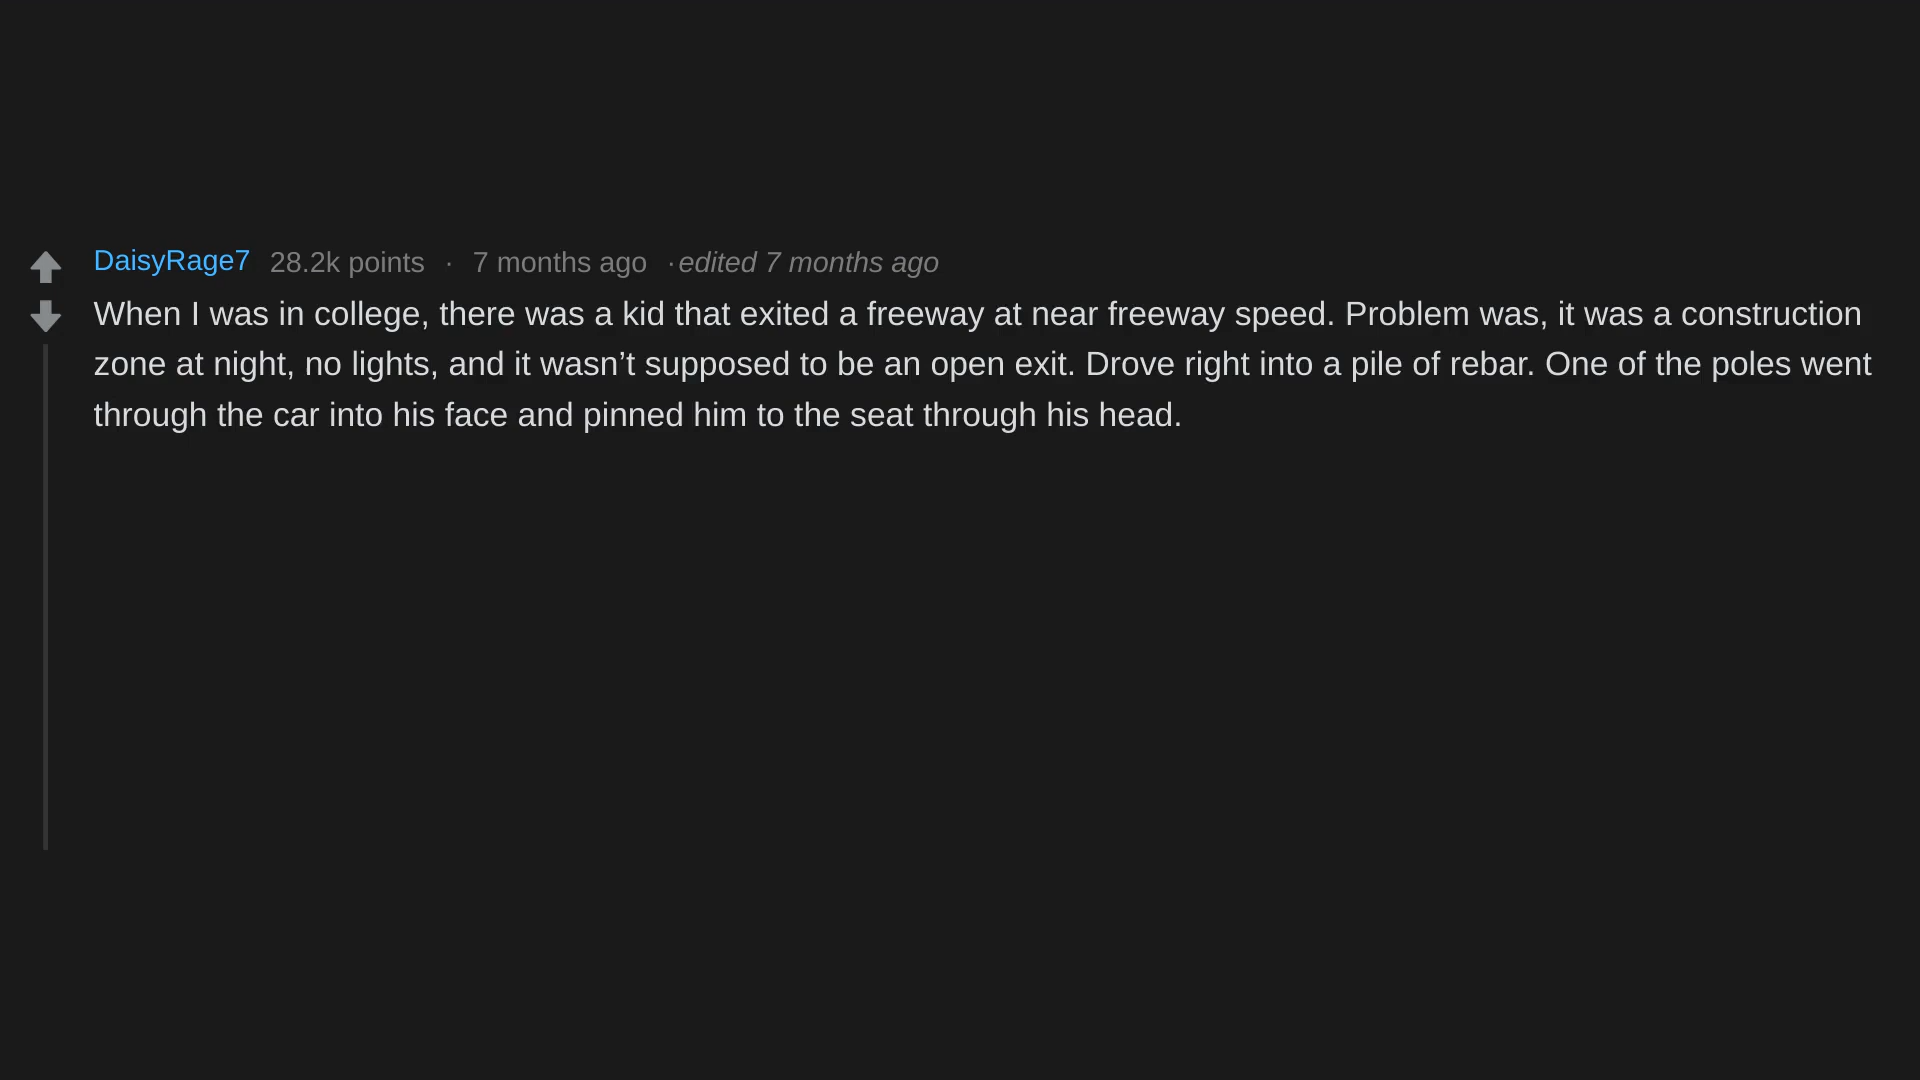 DaisyRage7 28.2k points · 7 months ago · edited 7 months ago
When I was in college, there was a kid that exited a freeway at near freeway speed. Problem was, it was a construction
zone at night, no lights, and it wasn’t supposed to be an open exit. Drove right into a pile of rebar. One of the poles went
through the car into his face and pinned him to the seat through his head.